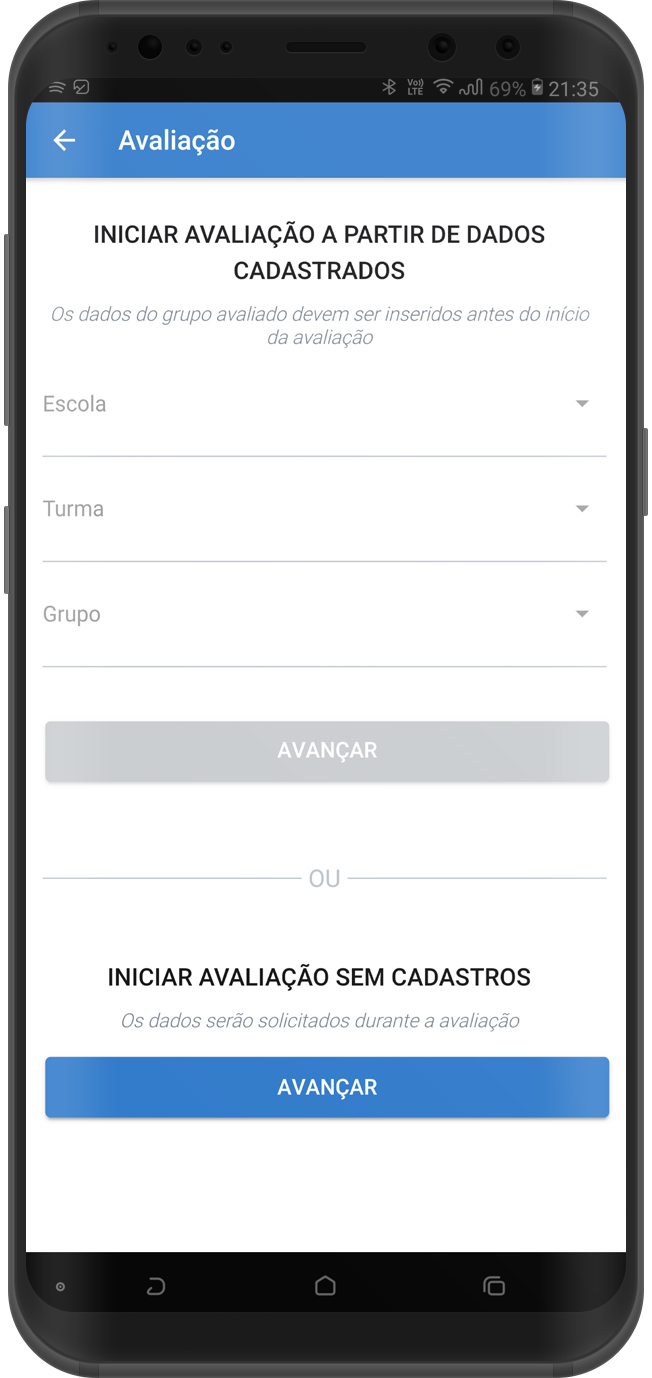 Vo)) LTE 69% 21:35
Avaliação
INICIAR AVALIAÇÃO A PARTIR DE DADOS
CADASTRADOS
Os dados do grupo avaliado devem ser inseridos antes do início
da avaliação
Escola
Turma
Grupo
AVANÇAR
OU
INICIAR AVALIAÇÃO SEM CADASTROS
Os dados serão solicitados durante a avaliação
AVANÇAR